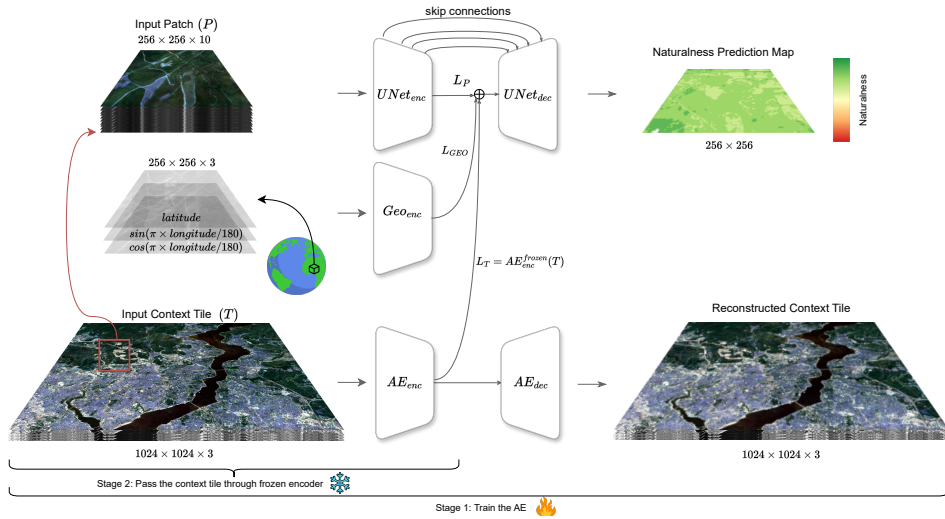 skip connections
Input Patch (P)
256 × 256 × 10
UNet_enc
L_P
UNet_dec
Naturalness Prediction Map
Naturalness
256 × 256
256 × 256 × 3
L_GEO
latitude
sin(π × longitude/180)
cos(π × longitude/180)
Geo_enc
L_T = AE_enc^frozen(T)
Input Context Tile (T)
Reconstructed Context Tile
AE_enc
AE_dec
1024 × 1024 × 3
1024 × 1024 × 3
Stage 2: Pass the context tile through frozen encoder
Stage 1: Train the AE